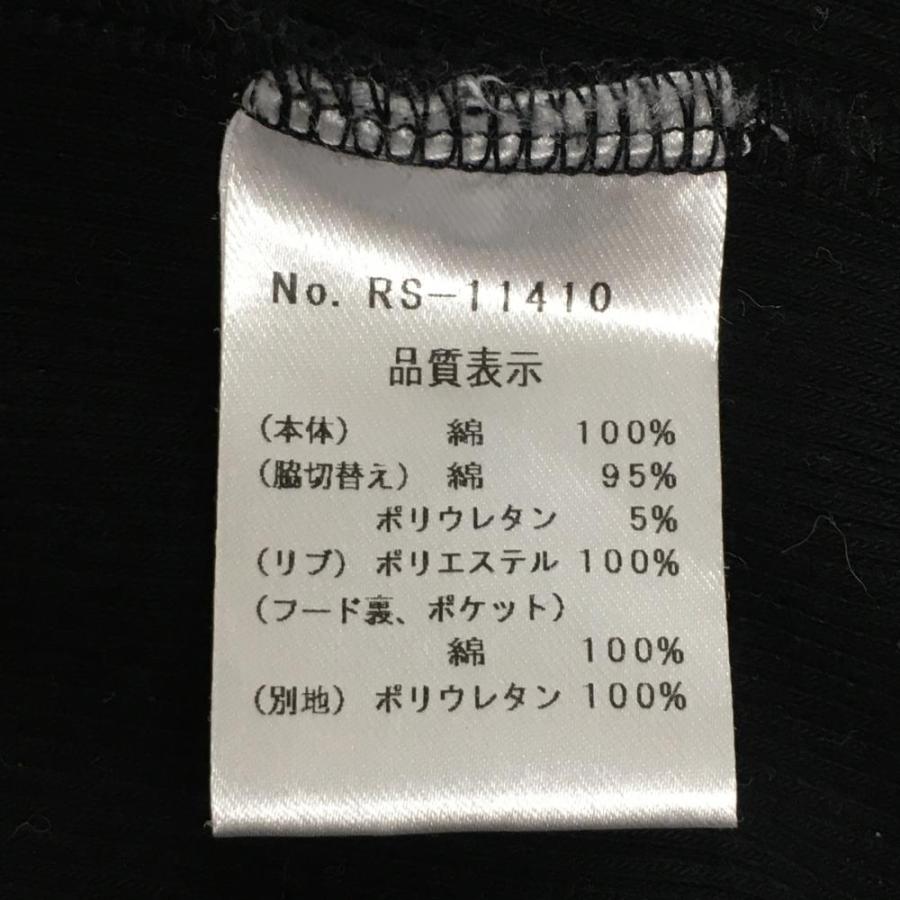 No. RS-11410
品質表示
(本体) 綿 100%
(脇切替え) 綿 95%
ポリウレタン 5%
(リブ) ポリエステル 100%
(フード裏、ポケット)
綿 100%
(別地) ポリウレタン 100%